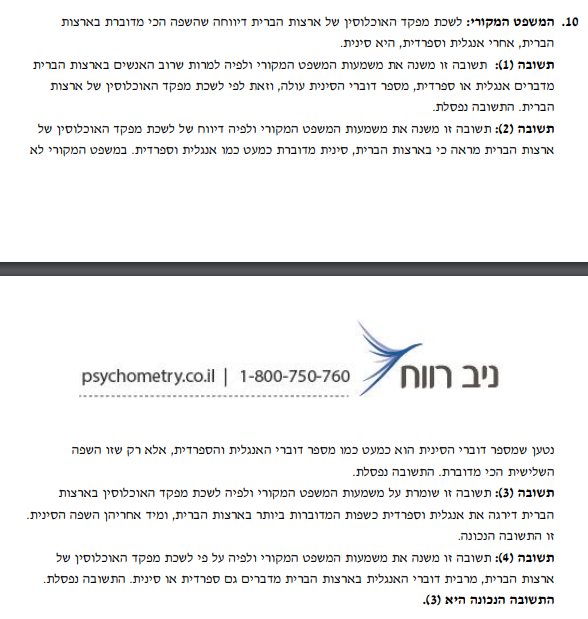 10. המשפט המקורי: לשכת מפקד האוכלוסין של ארצות הברית דיווחה שהשפה הכי מדוברת בארצות
הברית, אחרי אנגלית וספרדית, היא סינית.
תשובה (1): תשובה זו משנה את משמעות המשפט המקורי ולפיה למרות שרוב האנשים בארצות הברית
מדברים אנגלית או ספרדית, מספר דוברי הסינית עולה, וזאת לפי לשכת מפקד האוכלוסין של ארצות
הברית. התשובה נפסלת.
תשובה (2): תשובה זו משנה את משמעות המשפט המקורי ולפיה דיווח של לשכת מפקד האוכלוסין של
ארצות הברית מראה כי בארצות הברית, סינית מדוברת כמעט כמו אנגלית וספרדית. במשפט המקורי לא
psychometry.co.il | 1-800-750-760
ניב רווח
נטען שמספר דוברי הסינית הוא כמעט כמו מספר דוברי האנגלית והספרדית, אלא רק שזו השפה
השלישית הכי מדוברת. התשובה נפסלת.
תשובה (3): תשובה זו שומרת על משמעות המשפט המקורי ולפיה לשכת מפקד האוכלוסין בארצות
הברית דירגה את אנגלית וספרדית כשפות המדוברות ביותר בארצות הברית, ומיד אחריהן השפה הסינית.
זו התשובה הנכונה.
תשובה (4): תשובה זו משנה את משמעות המשפט המקורי ולפיה על פי לשכת מפקד האוכלוסין של
ארצות הברית, מרבית דוברי האנגלית בארצות הברית מדברים גם ספרדית או סינית. התשובה נפסלת.
התשובה הנכונה היא (3).